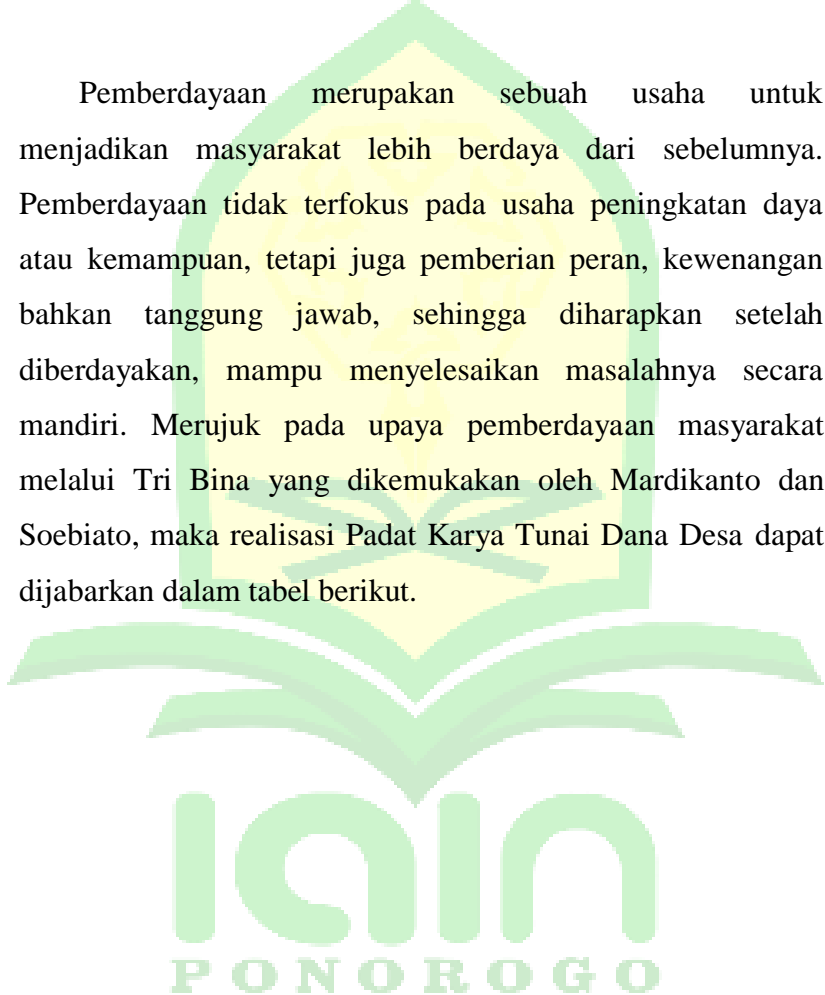 Pemberdayaan merupakan sebuah usaha untuk
menjadikan masyarakat lebih berdaya dari sebelumnya.
Pemberdayaan tidak terfokus pada usaha peningkatan daya
atau kemampuan, tetapi juga pemberian peran, kewenangan
bahkan tanggung jawab, sehingga diharapkan setelah
diberdayakan, mampu menyelesaikan masalahnya secara
mandiri. Merujuk pada upaya pemberdayaan masyarakat
melalui Tri Bina yang dikemukakan oleh Mardikanto dan
Soebiato, maka realisasi Padat Karya Tunai Dana Desa dapat
dijabarkan dalam tabel berikut.
iain
PONOROGO